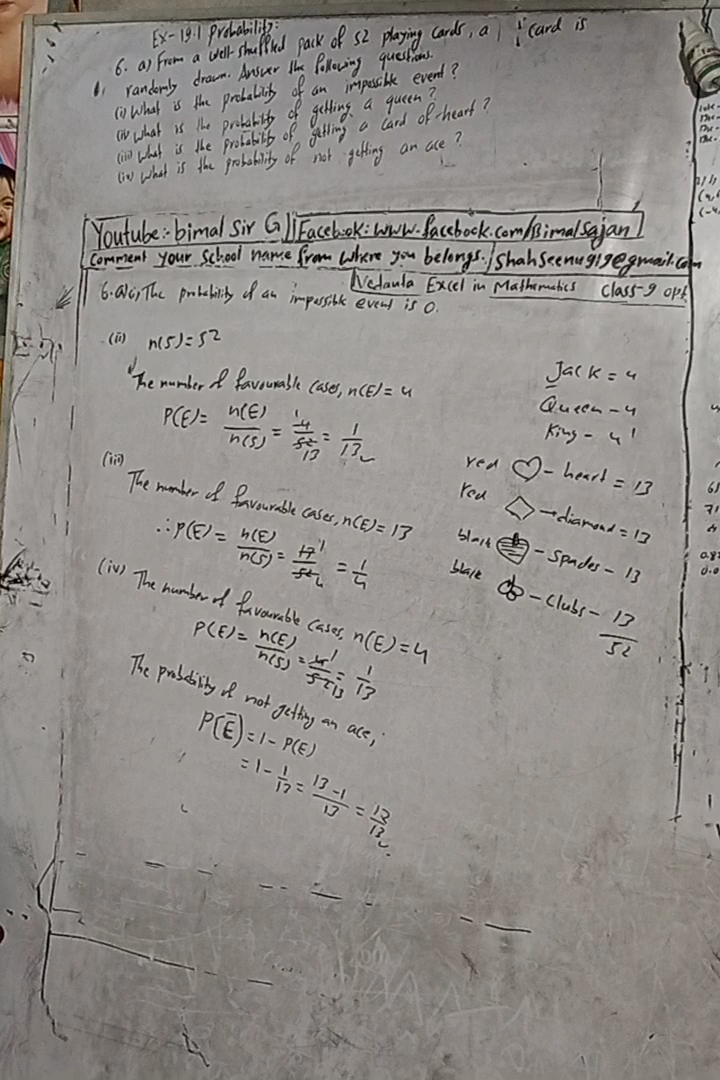 Ex-19.1 Probability:
6. a) From a well-shuffled pack of 52 playing cards, a card is
randomly drawn. Answer the following questions.
(i) What is the probability of an impossible event?
(ii) What is the probability of getting a queen?
(iii) What is the probability of getting a card of heart?
(iv) What is the probability of not getting an ace?
Youtube:- bimal Sir G || Facebook: www.facebook.com/BimalSajan
Comment your School name from where you belongs. / Shahseenu919@gmail.com
Vedanta Excel in Mathematics Class-9 opt
6.a)(i) The probability of an impossible event is 0.
(ii) n(S) = 52
The number of favourable cases, n(E) = 4
P(E) = n(E)/n(S) = 4/52 = 1/13
(iii)
The number of favourable cases, n(E) = 13
∴ P(E) = n(E)/n(S) = 13/52 = 1/4
(iv) The number of favourable cases, n(E) = 4
P(E) = n(E)/n(S) = 4/52 = 1/13
The probability of not getting an ace,
P(E̅) = 1 - P(E)
= 1 - 1/13 = 13-1/13 = 12/13
Jack = 4
Queen - 4
King - 4
red ♡ - heart = 13
red ◇ → diamond = 13
black - Spades - 13
black - Clubs - 13
52